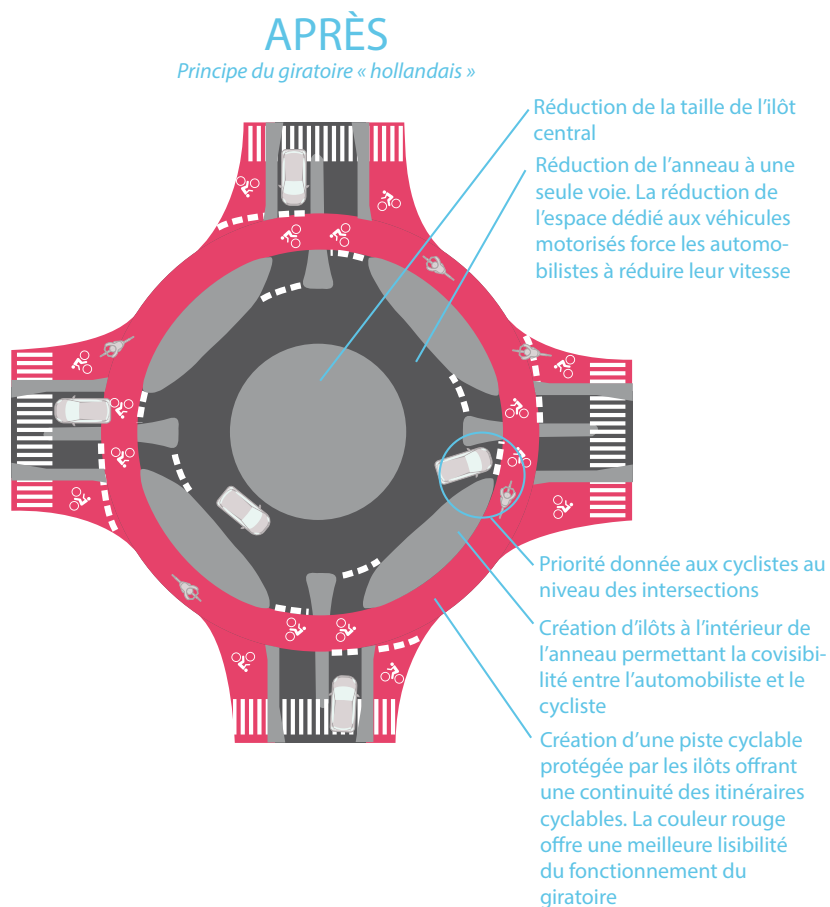 APRÈS
Principe du giratoire « hollandais »
Réduction de la taille de l’ilôt
central
Réduction de l’anneau à une
seule voie. La réduction de
l’espace dédié aux véhicules
motorisés force les automo-
bilistes à réduire leur vitesse
Priorité donnée aux cyclistes au
niveau des intersections
Création d’ilôts à l’intérieur de
l’anneau permettant la covisibi-
lité entre l’automobiliste et le
cycliste
Création d’une piste cyclable
protégée par les ilôts offrant
une continuité des itinéraires
cyclables. La couleur rouge
offre une meilleure lisibilité
du fonctionnement du
giratoire